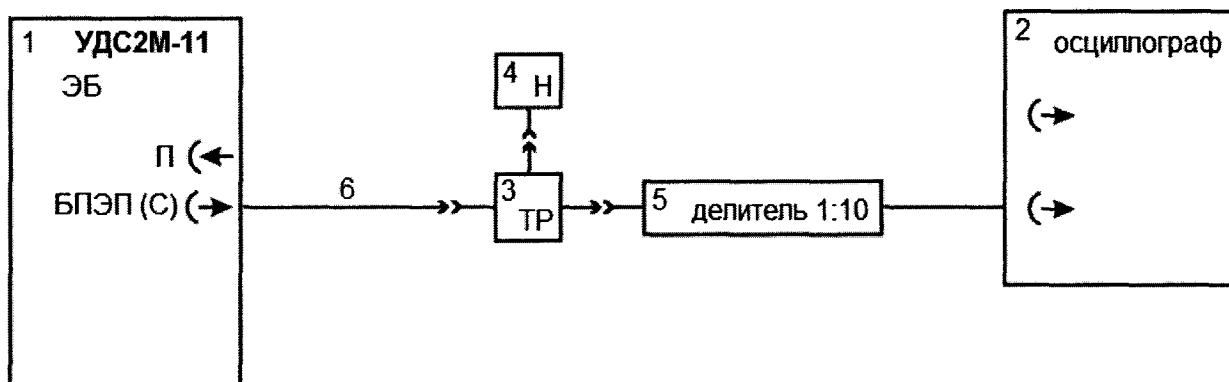 1 УДС2М-11
ЭБ
П
БПЭП (С)
6
4 Н
3 ТР
5 делитель 1:10
2 осциллограф